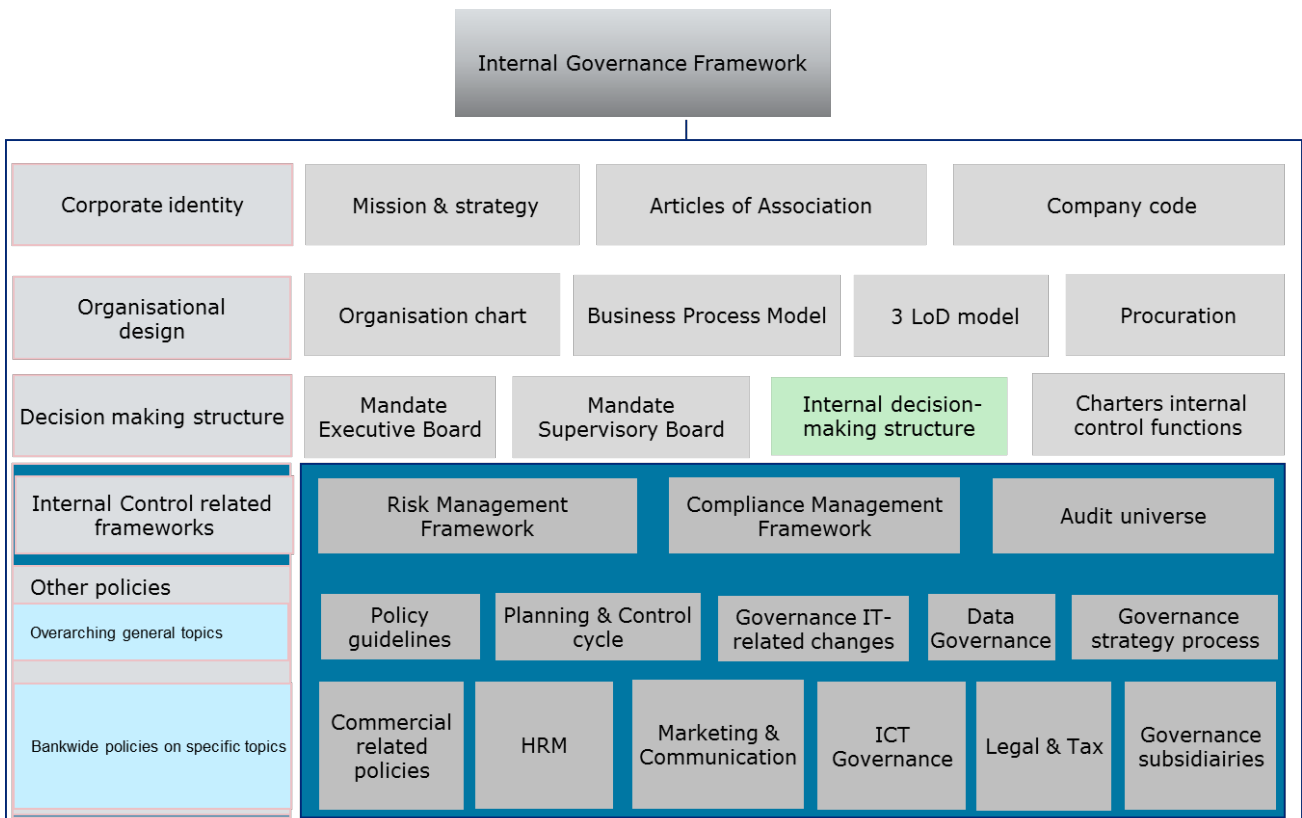 Internal Governance Framework
Corporate identity
Mission & strategy
Articles of Association
Company code
Organisational
design
Organisation chart
Business Process Model
3 LoD model
Procuration
Decision making structure
Mandate
Executive Board
Mandate
Supervisory Board
Internal decision-
making structure
Charters internal
control functions
Internal Control related
frameworks
Risk Management
Framework
Compliance Management
Framework
Audit universe
Other policies
Overarching general topics
Policy
guidelines
Planning & Control
cycle
Governance IT-
related changes
Data
Governance
Governance
strategy process
Bankwide policies on specific topics
Commercial
related
policies
HRM
Marketing &
Communication
ICT
Governance
Legal & Tax
Governance
subsidiairies